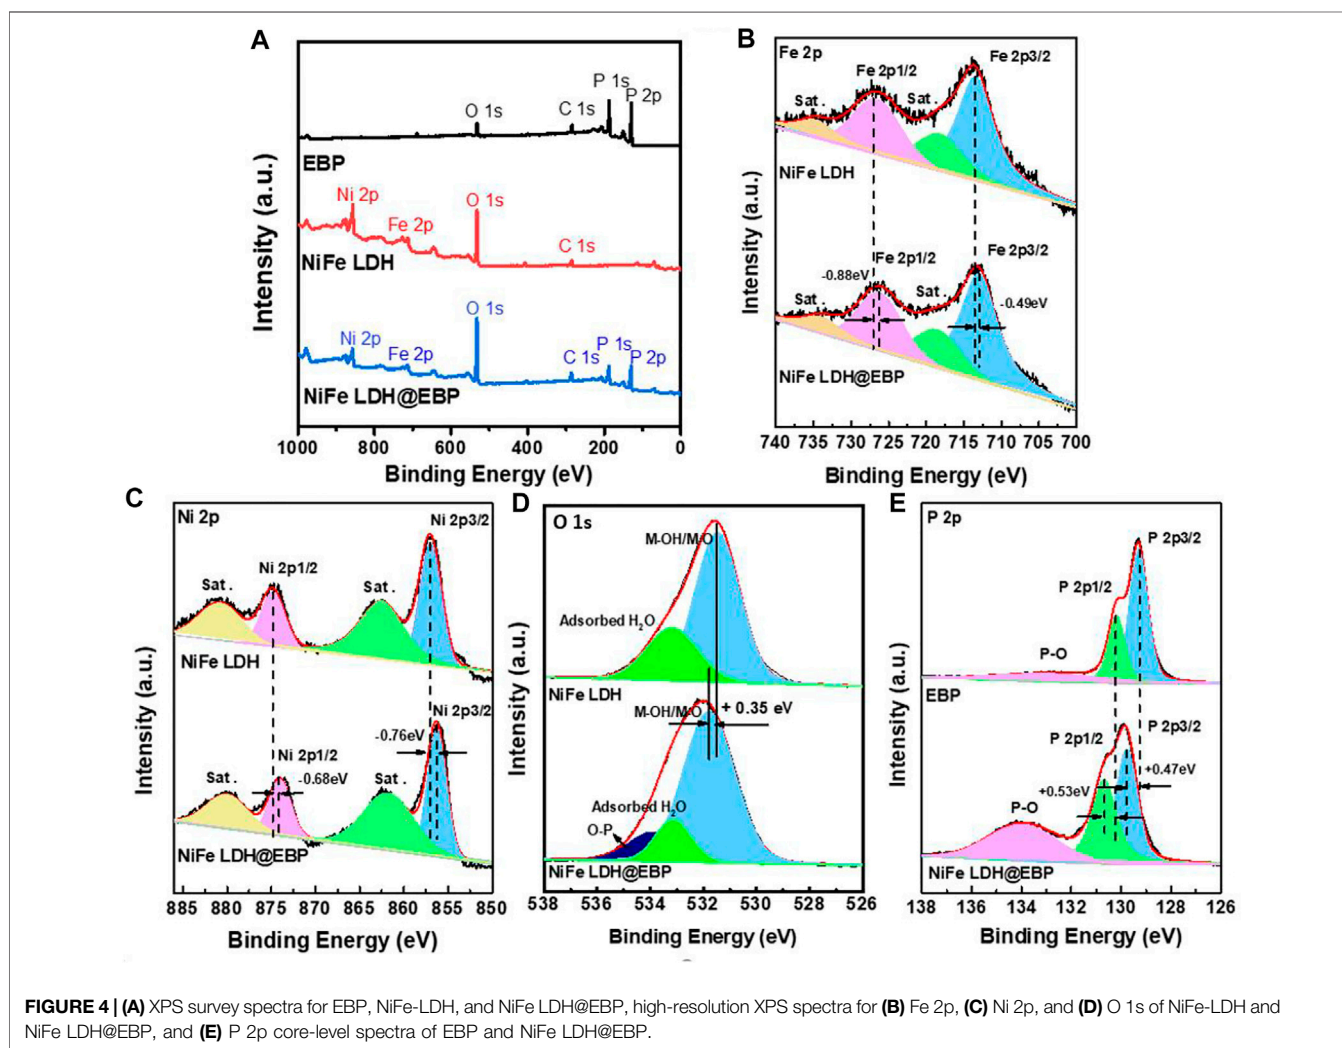 A
Intensity (a.u.)
P 1s
P 2p
O 1s
C 1s
EBP
Ni 2p
O 1s
Fe 2p
C 1s
NiFe LDH
O 1s
Ni 2p
Fe 2p
P 1s
C 1s
P 2p
NiFe LDH@EBP
1000 800 600 400 200 0
Binding Energy (eV)
B
Intensity (a.u.)
Fe 2p
Fe 2p3/2
Fe 2p1/2
Sat .
Sat .
NiFe LDH
Fe 2p3/2
Fe 2p1/2
-0.88eV
Sat .
Sat .
-0.49eV
NiFe LDH@EBP
740 735 730 725 720 715 710 705 700
Binding Energy (eV)
C
Intensity (a.u.)
Ni 2p
Ni 2p3/2
Ni 2p1/2
Sat .
Sat .
NiFe LDH
Ni 2p3/2
-0.76eV
Ni 2p1/2
Sat .
-0.68eV
Sat .
NiFe LDH@EBP
885 880 875 870 865 860 855 850
Binding Energy (eV)
D
Intensity (a.u.)
O 1s
M-OH/M-O
Adsorbed H2O
NiFe LDH
M-OH/M-O
+ 0.35 eV
Adsorbed H2O
O-P
NiFe LDH@EBP
538 536 534 532 530 528 526
Binding Energy (eV)
E
Intensity (a.u.)
P 2p
P 2p3/2
P 2p1/2
P-O
EBP
P 2p3/2
P 2p1/2
+0.47eV
+0.53eV
P-O
NiFe LDH@EBP
138 136 134 132 130 128 126
Binding Energy (eV)
FIGURE 4 | (A) XPS survey spectra for EBP, NiFe-LDH, and NiFe LDH@EBP, high-resolution XPS spectra for (B) Fe 2p, (C) Ni 2p, and (D) O 1s of NiFe-LDH and
NiFe LDH@EBP, and (E) P 2p core-level spectra of EBP and NiFe LDH@EBP.